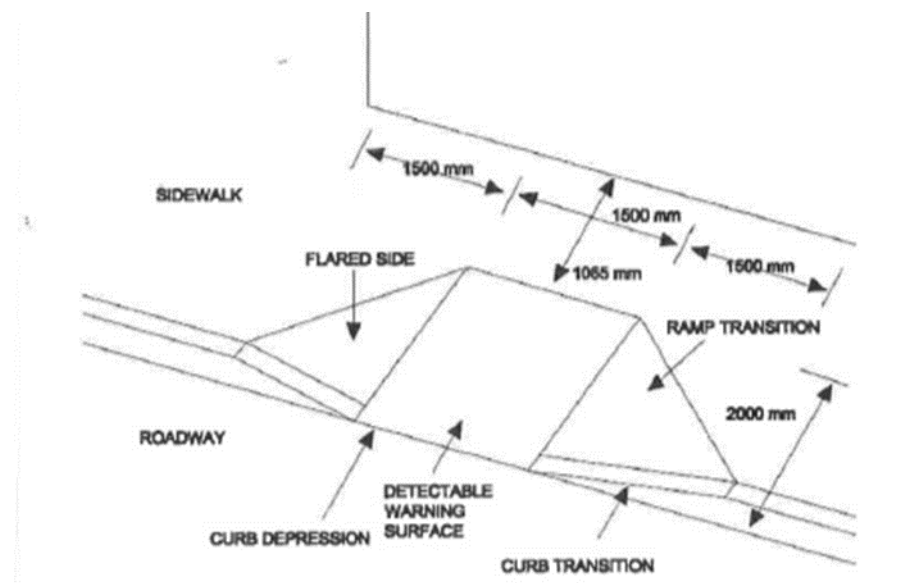 1500 mm
SIDEWALK
1500 mm
FLARED SIDE
1065 mm
1500 mm
RAMP TRANSITION
2000 mm
ROADWAY
DETECTABLE
WARNING
SURFACE
CURB DEPRESSION
CURB TRANSITION